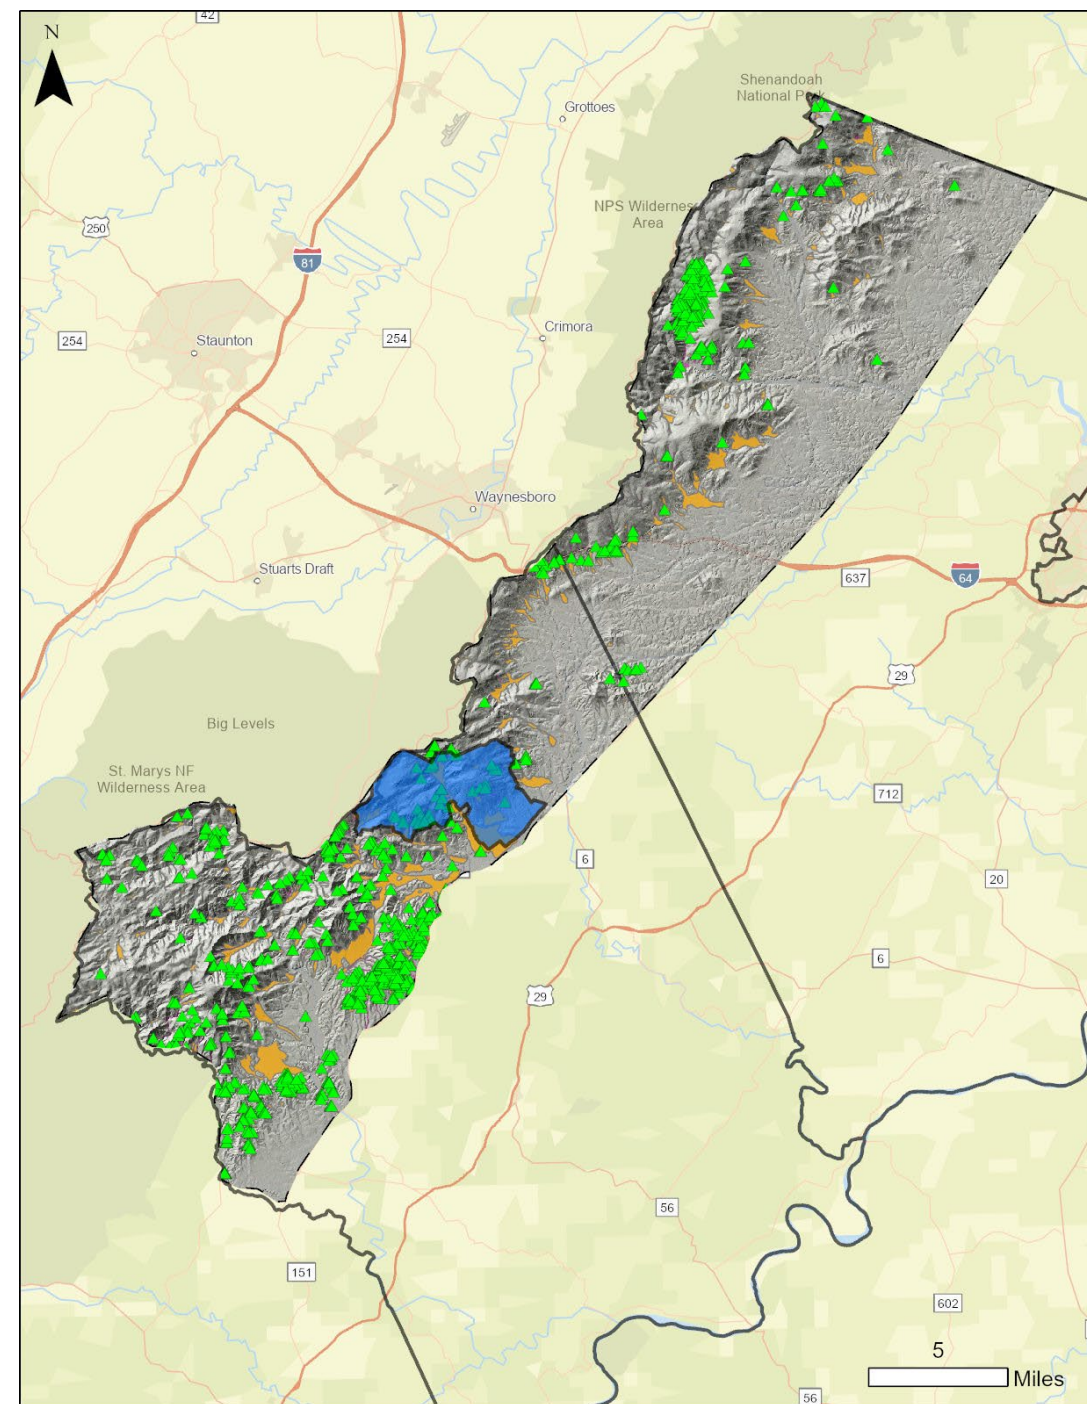 42
N
Shenandoah
National Park
Grottoes
NPS Wilderness
Area
250
81
254
254
Crimora
Staunton
Waynesboro
Stuarts Draft
637
64
29
Big Levels
St. Marys NF
Wilderness Area
712
6
20
6
29
56
151
602
5
Miles
56